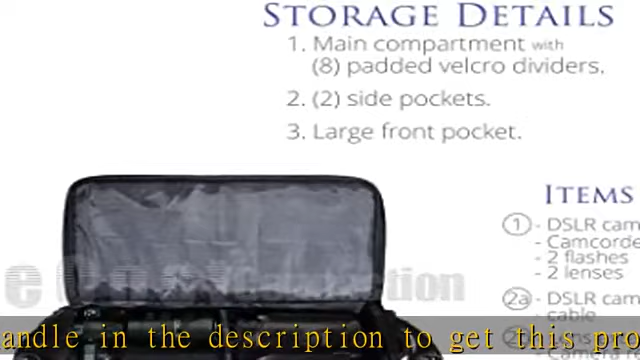 STORAGE DETAILS
1. Main compartment with
(8) padded velcro dividers.
2. (2) side pockets.
3. Large front pocket.
ITEMS
1 - DSLR cam
- Camcorde
- 2 flashes
- 2 lenses
2a - DSLR cam
- cable
andle in the description to get this pro